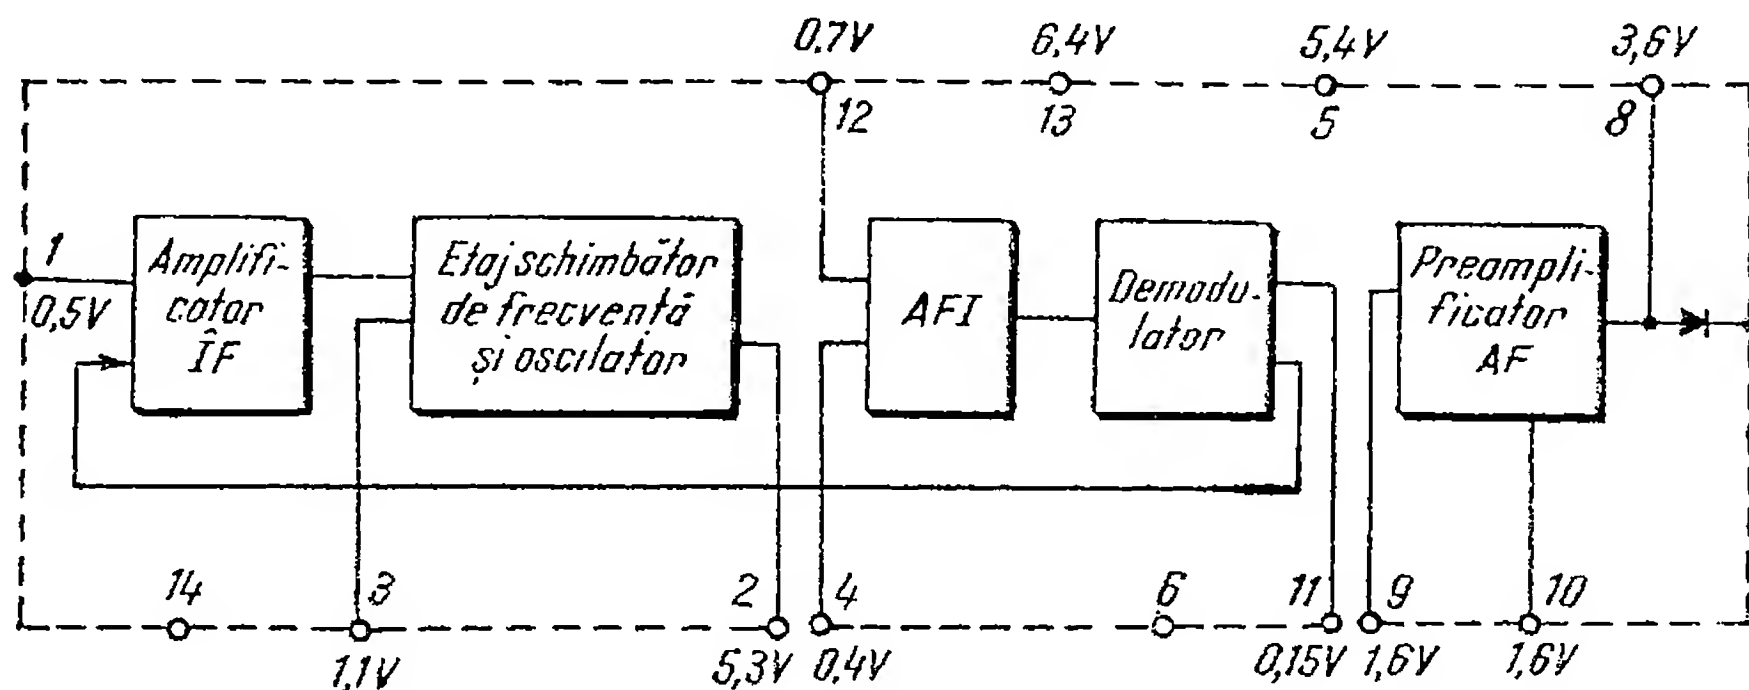 0,7V 6,4V 5,4V 3,6V
12 13 5 8
1
0,5V
Amplifi-
cator
ÎF
Etaj schimbător
de frecvență
și oscilator
AFI
Demodu-
lator
Preampli-
ficator
AF
14 3 2 4 6 11 9 10
1,1V 5,3V 0,4V 0,15V 1,6V 1,6V